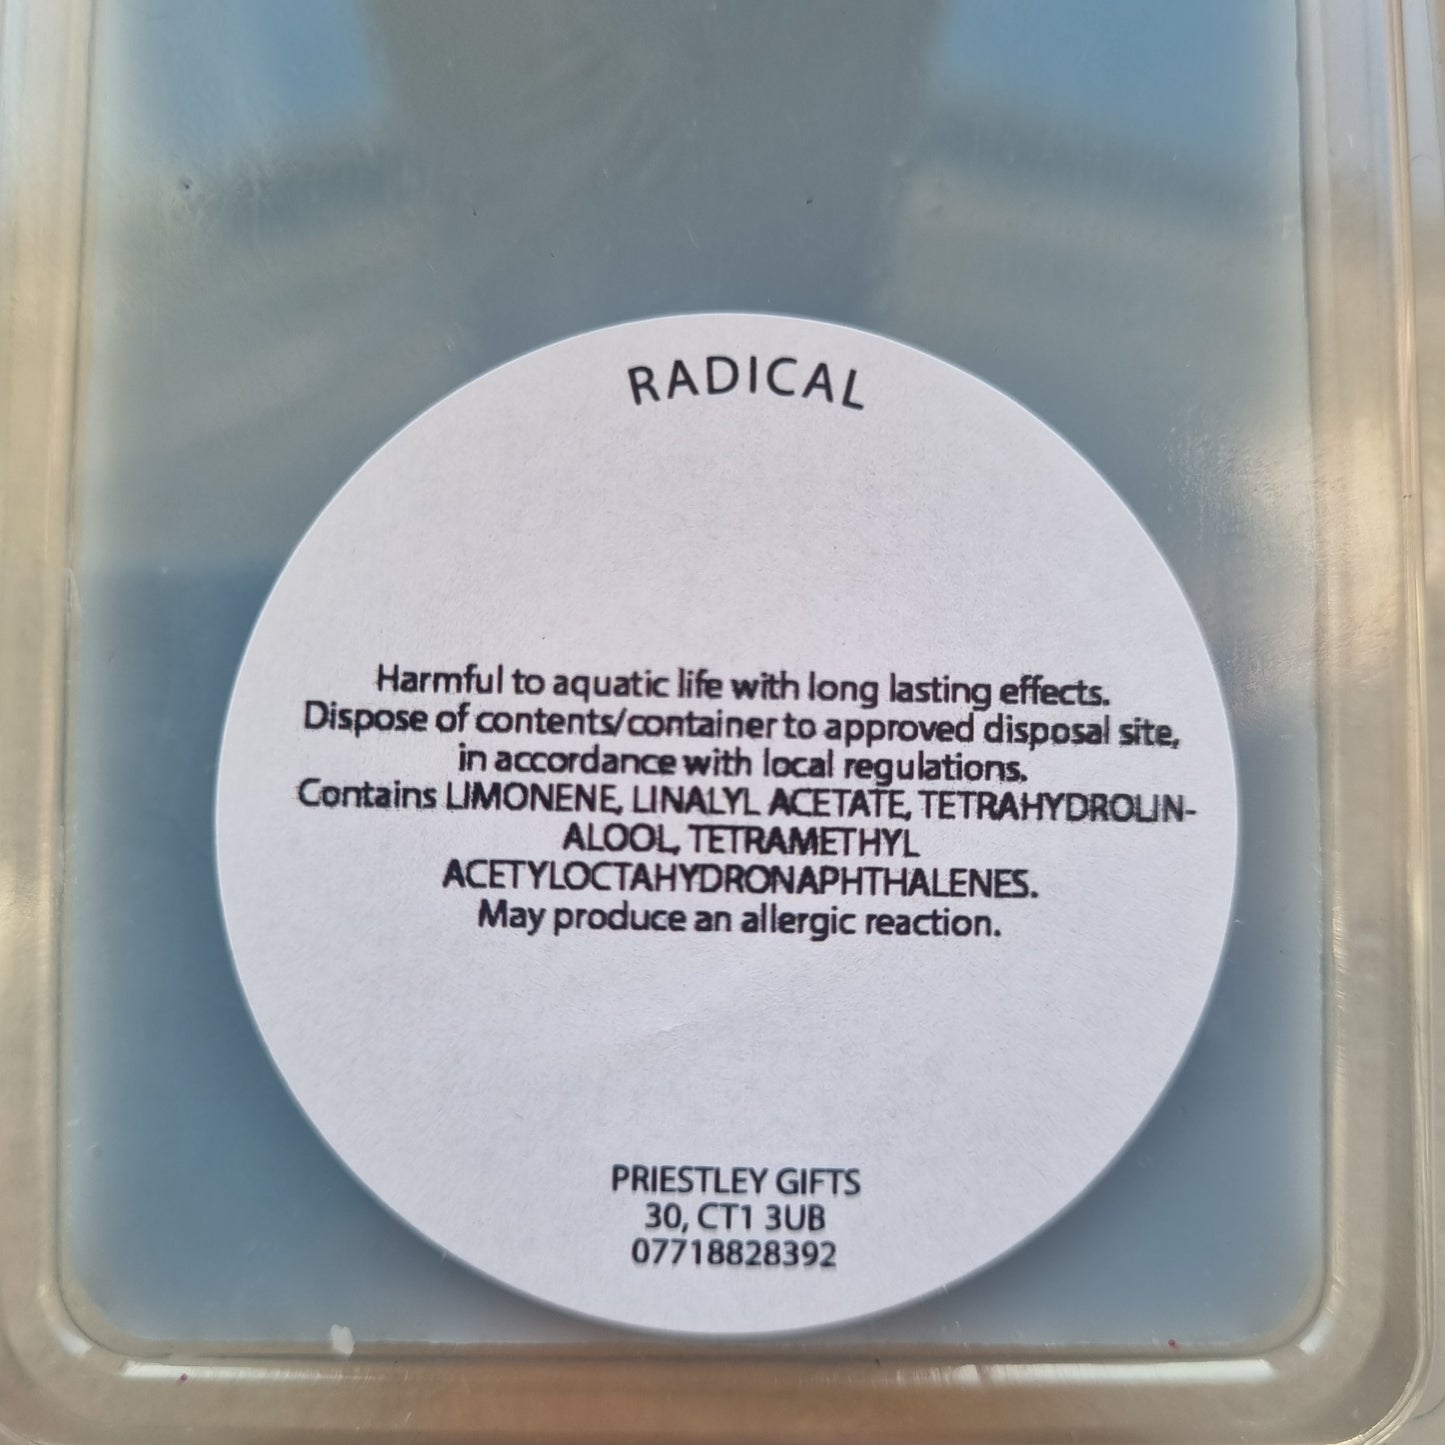 RADICAL
Harmful to aquatic life with long lasting effects.
Dispose of contents/container to approved disposal site,
in accordance with local regulations.
Contains LIMONENE, LINALYL ACETATE, TETRAHYDROLIN-
ALOOL, TETRAMETHYL
ACETYLOCTAHYDRONAPHTHALENES.
May produce an allergic reaction.
PRIESTLEY GIFTS
30, CT1 3UB
07718828392